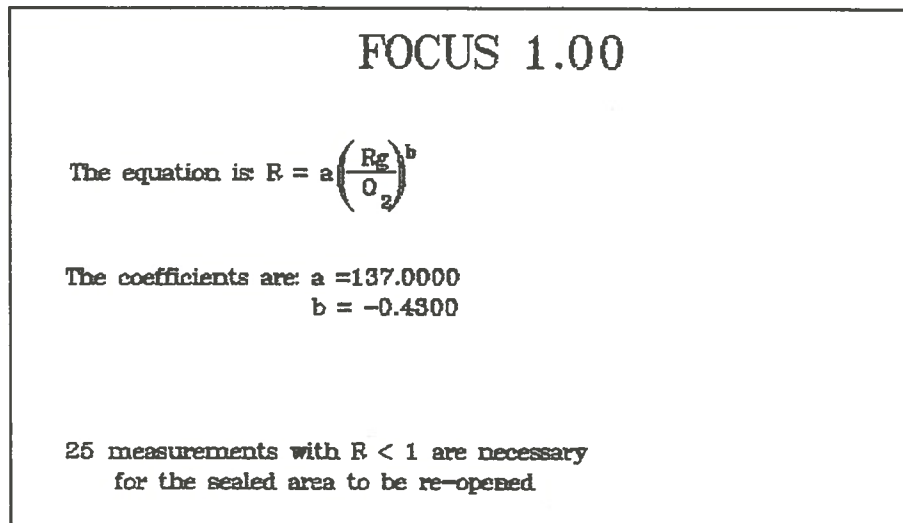 FOCUS 1.00
The equation is: R = a(Rg/O2)^b
The coefficients are: a =137.0000
b = -0.4300
25 measurements with R < 1 are necessary
for the sealed area to be re-opened